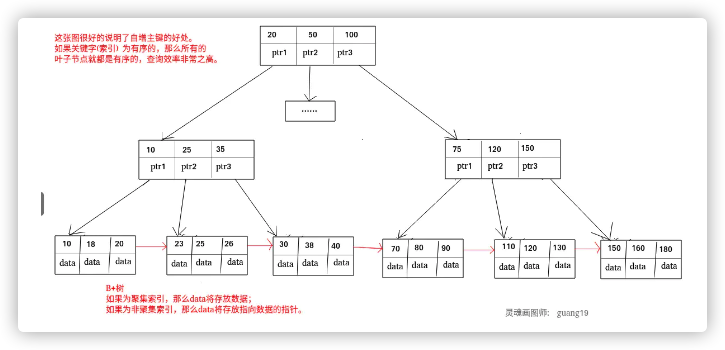 这张图很好的说明了自增主键的好处。
如果关键字(索引) 为有序的，那么所有的
叶子节点就都是有序的，查询效率非常之高。
20 50 100
ptr1 ptr2 ptr3
......
10 25 35
ptr1 ptr2 ptr3
75 120 150
ptr1 ptr2 ptr3
10 18 20
data data data
23 25 26
data data data
30 38 40
data data data
70 80 90
data data data
110 120 130
data data data
150 160 180
data data data
B+树
如果为聚集索引，那么data将存放数据；
如果为非聚集索引，那么data将存放指向数据的指针。
灵魂画图师： guang19